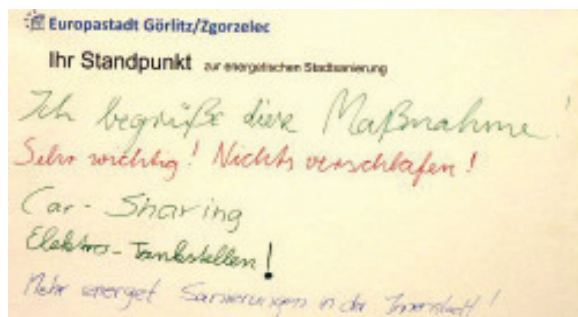 Europastadt Görlitz/Zgorzelec
Ihr Standpunkt zur energetischen Stadtsanierung
Ich begrüße diese Maßnahme!
Sehr wichtig! Nichts verschlafen!
Car-Sharing
Elektro-Tankstellen!
Mehr energet Sanierungen in der Innenstadt!